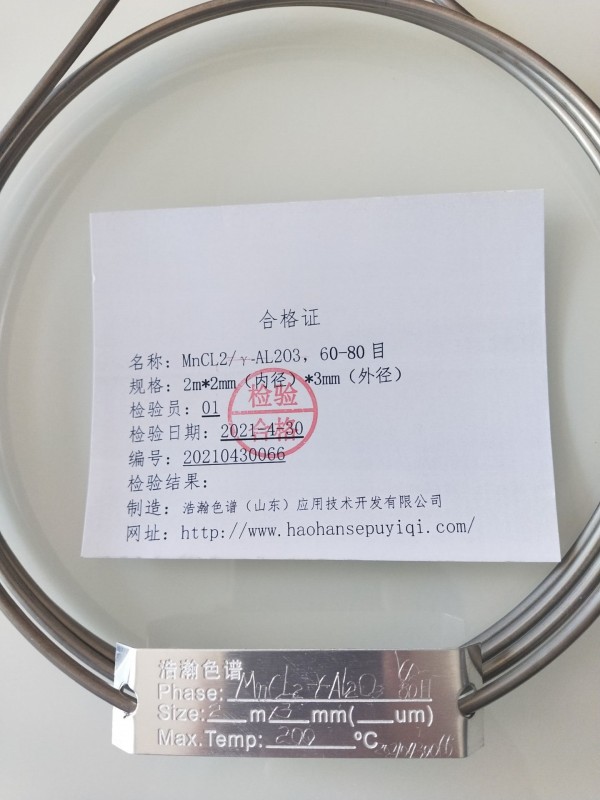 合格证
名称：MnCL2/γ-AL2O3，60-80目
规格：2m*2mm（内径）*3mm（外径）
检验员：01
检验日期：2021-4-30
编号：20210430066
检验结果：
制造：浩瀚色谱（山东）应用技术开发有限公司
网址：http://www.haohansepuyiqi.com/
检验
合格
浩瀚色谱
Phase: MnCL2 γ-Al2O3
Size: 2 m×3 mm(___um)
Max.Temp: 200 ℃